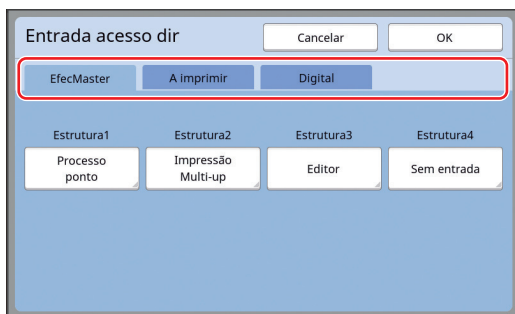 Entrada acesso dir
Cancelar
OK
EfecMaster
A imprimir
Digital
Estrutura1
Estrutura2
Estrutura3
Estrutura4
Processo
ponto
Impressão
Multi-up
Editor
Sem entrada